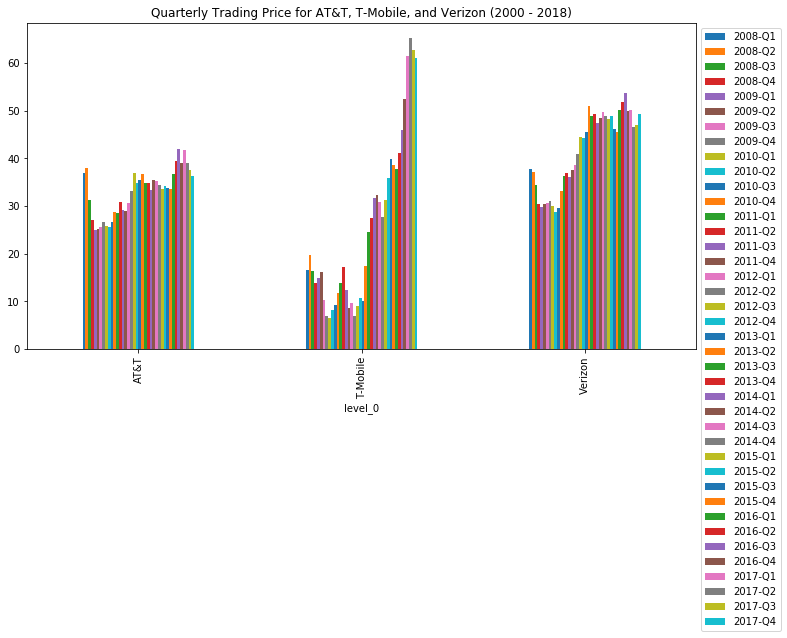 Quarterly Trading Price for AT&T, T-Mobile, and Verizon (2000 - 2018)
60
50
40
30
20
10
0
AT&T
T-Mobile
Verizon
level_0
2008-Q1
2008-Q2
2008-Q3
2008-Q4
2009-Q1
2009-Q2
2009-Q3
2009-Q4
2010-Q1
2010-Q2
2010-Q3
2010-Q4
2011-Q1
2011-Q2
2011-Q3
2011-Q4
2012-Q1
2012-Q2
2012-Q3
2012-Q4
2013-Q1
2013-Q2
2013-Q3
2013-Q4
2014-Q1
2014-Q2
2014-Q3
2014-Q4
2015-Q1
2015-Q2
2015-Q3
2015-Q4
2016-Q1
2016-Q2
2016-Q3
2016-Q4
2017-Q1
2017-Q2
2017-Q3
2017-Q4